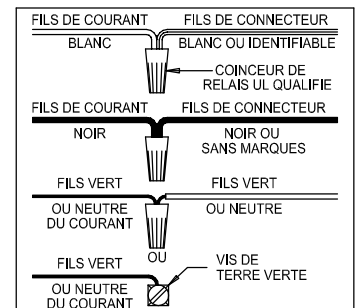 FILS DE COURANT FILS DE CONNECTEUR
BLANC BLANC OU IDENTIFIABLE
COINCEUR DE
RELAIS UL QUALIFIE
FILS DE COURANT FILS DE CONNECTEUR
NOIR NOIR OU
SANS MARQUES
FILS VERT FILS VERT
OU NEUTRE OU NEUTRE
DU COURANT
OU
FILS VERT VIS DE
TERRE VERTE
OU NEUTRE
DU COURANT